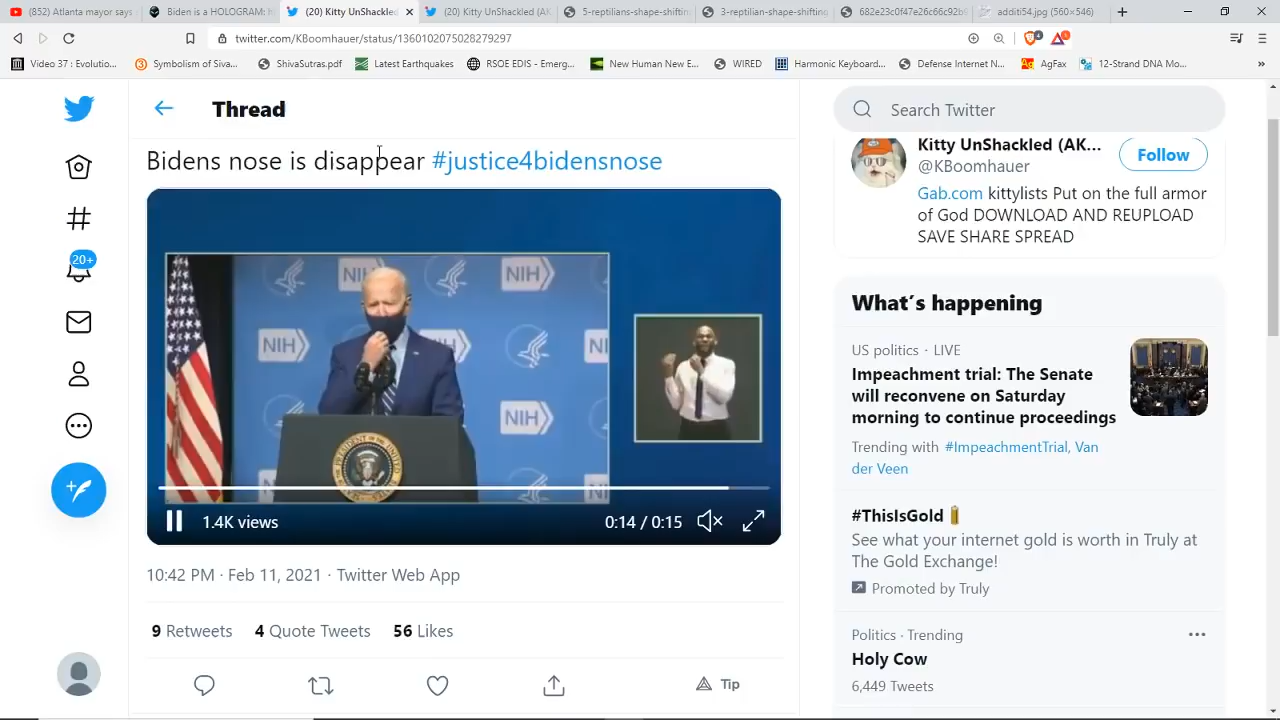 (852) Atlanta mayor says
Biden is a HOLOGRAM: H
(20) Kitty UnShackled
(20) Kitty UnShackled (AK
5-reptilians-shape-shifting
3-reptilian-shape-shifting
682e23c0f47e26c66c92b9
additi54.jpg (560×546)
twitter.com/KBoomhauer/status/1360102075028279297
Video 37 : Evolutio...
Symbolism of Siva...
ShivaSutras.pdf
Latest Earthquakes
RSOE EDIS - Emerg...
New Human New E...
WIRED
Harmonic Keyboard...
Defense Internet N...
AgFax
12-Strand DNA Mo...
Thread
Bidens nose is disappear #justice4bidensnose
NIH
NIH
NIH
NIH
1.4K views
0:14 / 0:15
10:42 PM · Feb 11, 2021 · Twitter Web App
9 Retweets 4 Quote Tweets 56 Likes
Tip
20+
Search Twitter
Kitty UnShackled (AK...
@KBoomhauer
Follow
Gab.com kittylists Put on the full armor
of God DOWNLOAD AND REUPLOAD
SAVE SHARE SPREAD
What's happening
US politics · LIVE
Impeachment trial: The Senate
will reconvene on Saturday
morning to continue proceedings
Trending with #ImpeachmentTrial, Van
der Veen
#ThisIsGold
See what your internet gold is worth in Truly at
The Gold Exchange!
Promoted by Truly
Politics · Trending
Holy Cow
6,449 Tweets